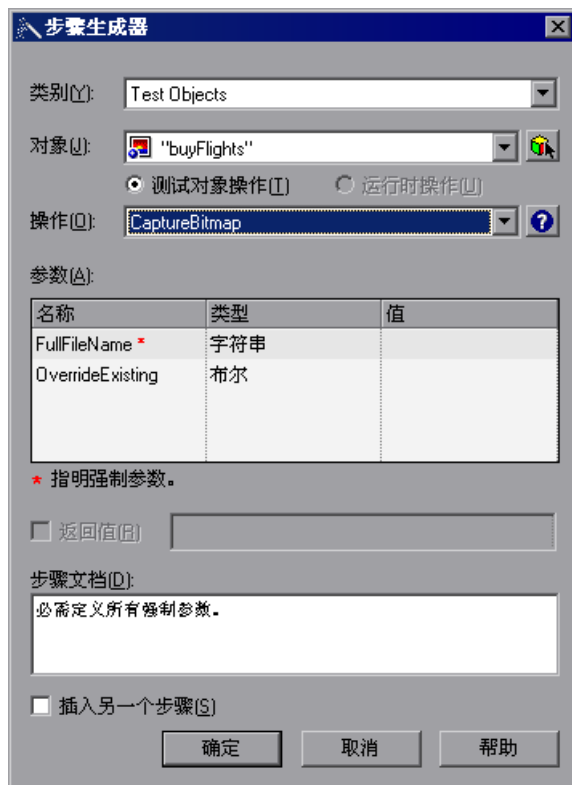 步骤生成器
类别(Y): Test Objects
对象(J): "buyFlights"
测试对象操作(T) 运行时操作(U)
操作(O): CaptureBitmap
参数(A):
名称 类型 值
FullFileName * 字符串
OverrideExisting 布尔
* 指明强制参数。
返回值(R)
步骤文档(D):
必需定义所有强制参数。
插入另一个步骤(S)
确定 取消 帮助